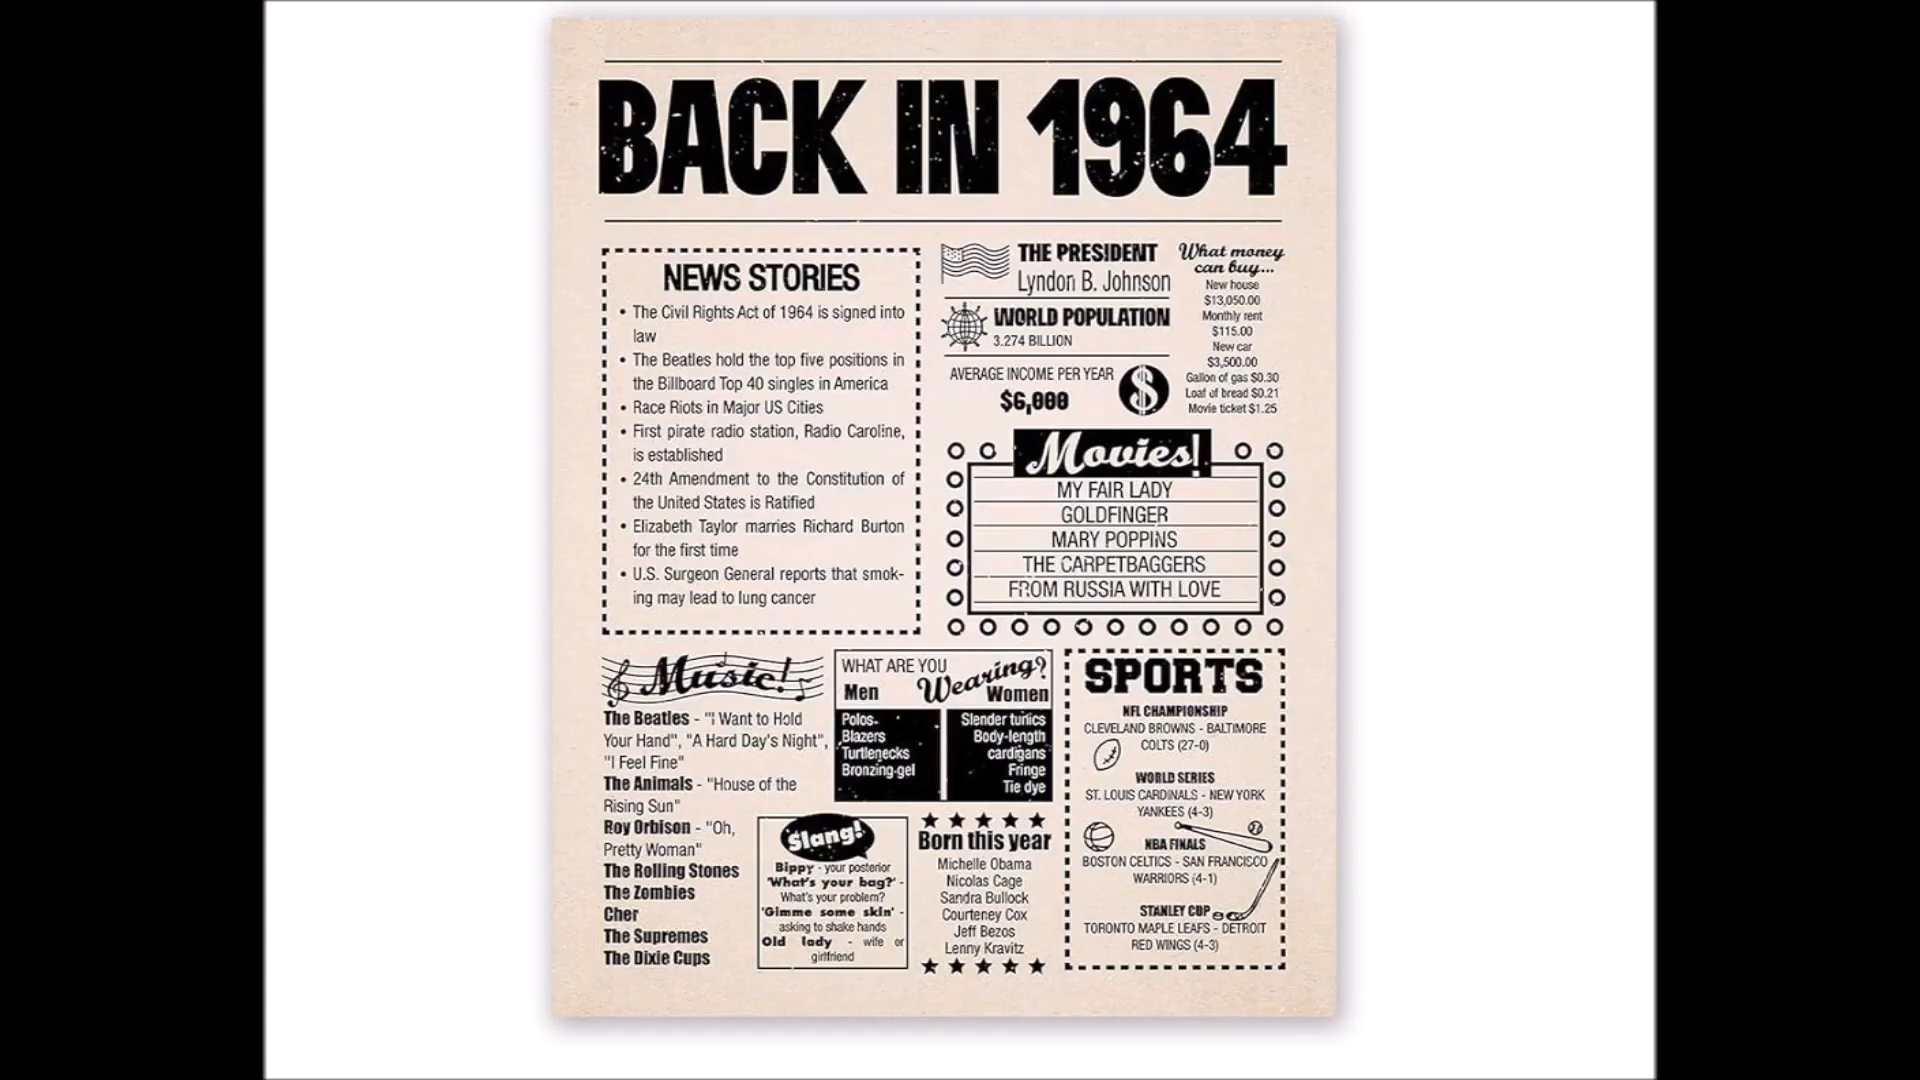 BACK IN 1964
NEWS STORIES
• The Civil Rights Act of 1964 is signed into
law
• The Beatles hold the top five positions in
the Billboard Top 40 singles in America
• Race Riots in Major US Cities
• First pirate radio station, Radio Caroline,
is established
• 24th Amendment to the Constitution of
the United States is Ratified
• Elizabeth Taylor marries Richard Burton
for the first time
• U.S. Surgeon General reports that smok-
ing may lead to lung cancer
THE PRESIDENT
Lyndon B. Johnson
WORLD POPULATION
3.274 BILLION
AVERAGE INCOME PER YEAR
$6,000
$
What money
can buy...
New house
$13,050.00
Monthly rent
$115.00
New car
$3,500.00
Gallon of gas $0.30
Loaf of bread $0.21
Movie ticket $1.25
Movies!
MY FAIR LADY
GOLDFINGER
MARY POPPINS
THE CARPETBAGGERS
FROM RUSSIA WITH LOVE
Music!
The Beatles - "I Want to Hold
Your Hand", "A Hard Day's Night",
"I Feel Fine"
The Animals - "House of the
Rising Sun"
Roy Orbison - "Oh,
Pretty Woman"
The Rolling Stones
The Zombies
Cher
The Supremes
The Dixie Cups
WHAT ARE YOU
Wearing?
Men
Polos-
Blazers
Turtlenecks
Bronzing-gel
Women
Slender tunics
Body-length
cardigans
Fringe
Tie dye
Slang!
Bippy - your posterior
'What's your bag?' -
What's your problem?
'Gimme some skin' -
asking to shake hands
Old lady - wife or
girlfriend
Born this year
Michelle Obama
Nicolas Cage
Sandra Bullock
Courteney Cox
Jeff Bezos
Lenny Kravitz
SPORTS
NFL CHAMPIONSHIP
CLEVELAND BROWNS - BALTIMORE
COLTS (27-0)
WORLD SERIES
ST. LOUIS CARDINALS - NEW YORK
YANKEES (4-3)
NBA FINALS
BOSTON CELTICS - SAN FRANCISCO
WARRIORS (4-1)
STANLEY CUP
TORONTO MAPLE LEAFS - DETROIT
RED WINGS (4-3)